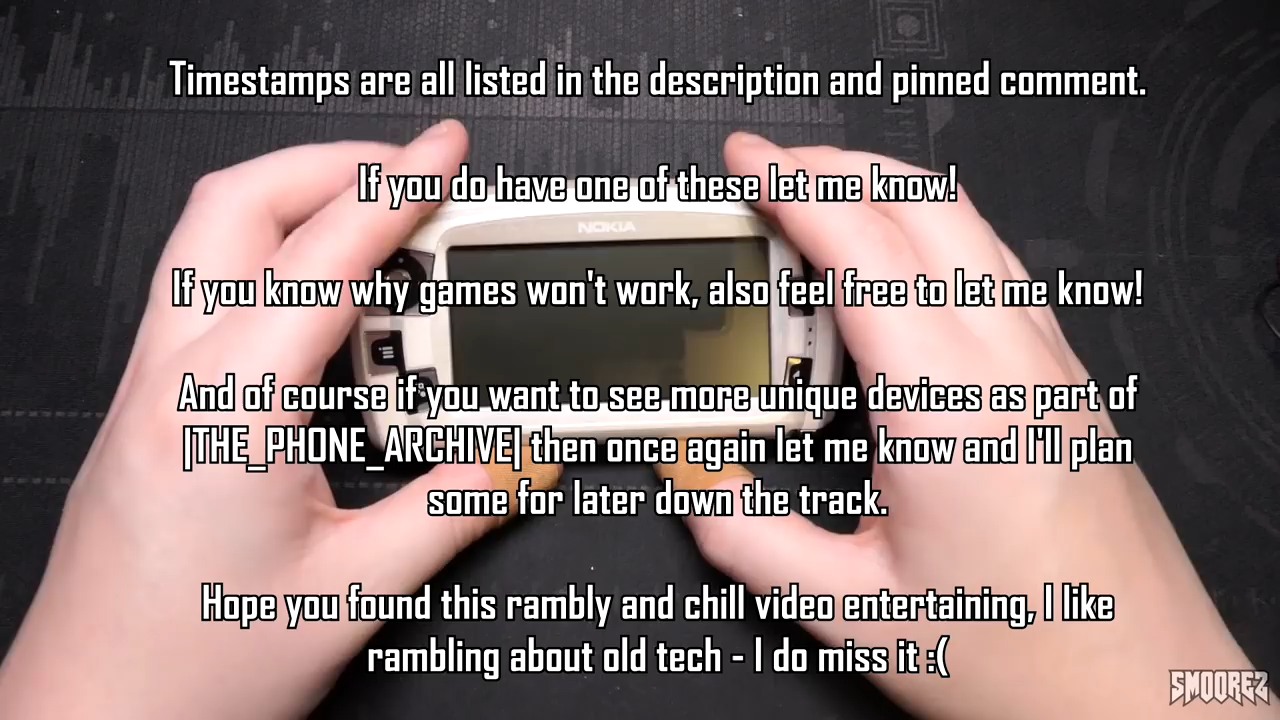 Timestamps are all listed in the description and pinned comment.
If you do have one of these let me know!
NOKIA
If you know why games won't work, also feel free to let me know!
And of course if you want to see more unique devices as part of
|THE_PHONE_ARCHIVE| then once again let me know and I'll plan
some for later down the track.
Hope you found this rambly and chill video entertaining, I like
rambling about old tech - I do miss it :(
SMOOREZ